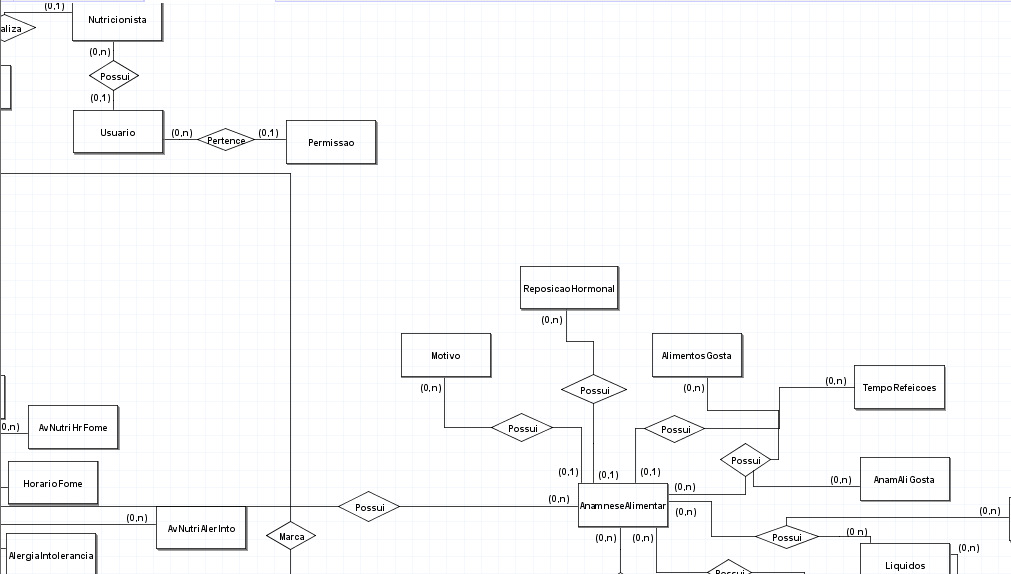 (0,1)
Nutricionista
aliza
(0,n)
Possui
(0,1)
Usuario
(0,n)
Pertence
(0,1)
Permissao
ReposicaoHormonal
(0,n)
Motivo
AlimentosGosta
(0,n)
(0,n)
(0,n)
TempoRefeicoes
Possui
Possui
Possui
0,n)
AvNutriHrFome
Possui
(0,1)
(0,1)
(0,1)
HorarioFome
(0,n)
AnamAliGosta
(0,n)
AnamneseAlimentar
(0,n)
Possui
(0,n)
(0,n)
(0,n)
AvNutriAlerInto
Marca
(0,n)
(0,n)
Possui
(0,n)
(0,n)
AlergiaIntolerancia
Liquidos
Possui